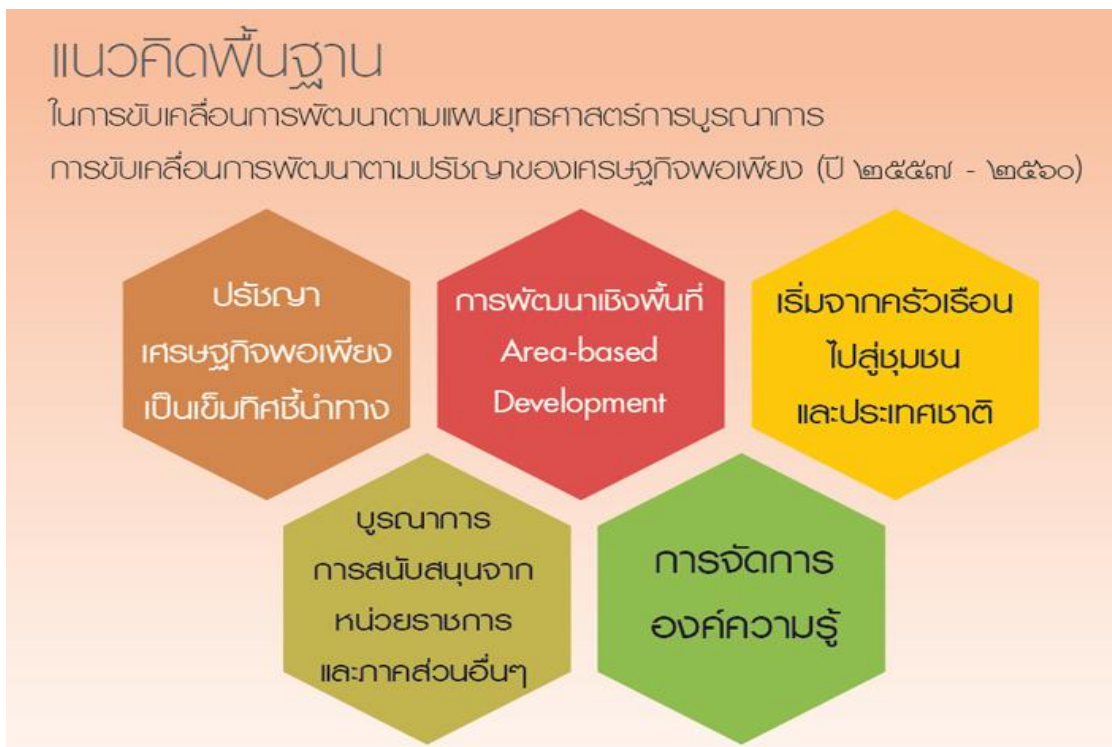 แนวคิดพื้นฐาน
ในการขับเคลื่อนการพัฒนาตามแผนยุทธศาสตร์การบูรณาการ
การขับเคลื่อนการพัฒนาตามปรัชญาของเศรษฐกิจพอเพียง (ปี ๒๕๕๗ - ๒๕๖๐)
ปรัชญา
เศรษฐกิจพอเพียง
เป็นเข็มทิศชี้นำทาง
การพัฒนาเชิงพื้นที่
Area-based
Development
เริ่มจากครัวเรือน
ไปสู่ชุมชน
และประเทศชาติ
บูรณาการ
การสนับสนุนจาก
หน่วยราชการ
และภาคส่วนอื่นๆ
การจัดการ
องค์ความรู้